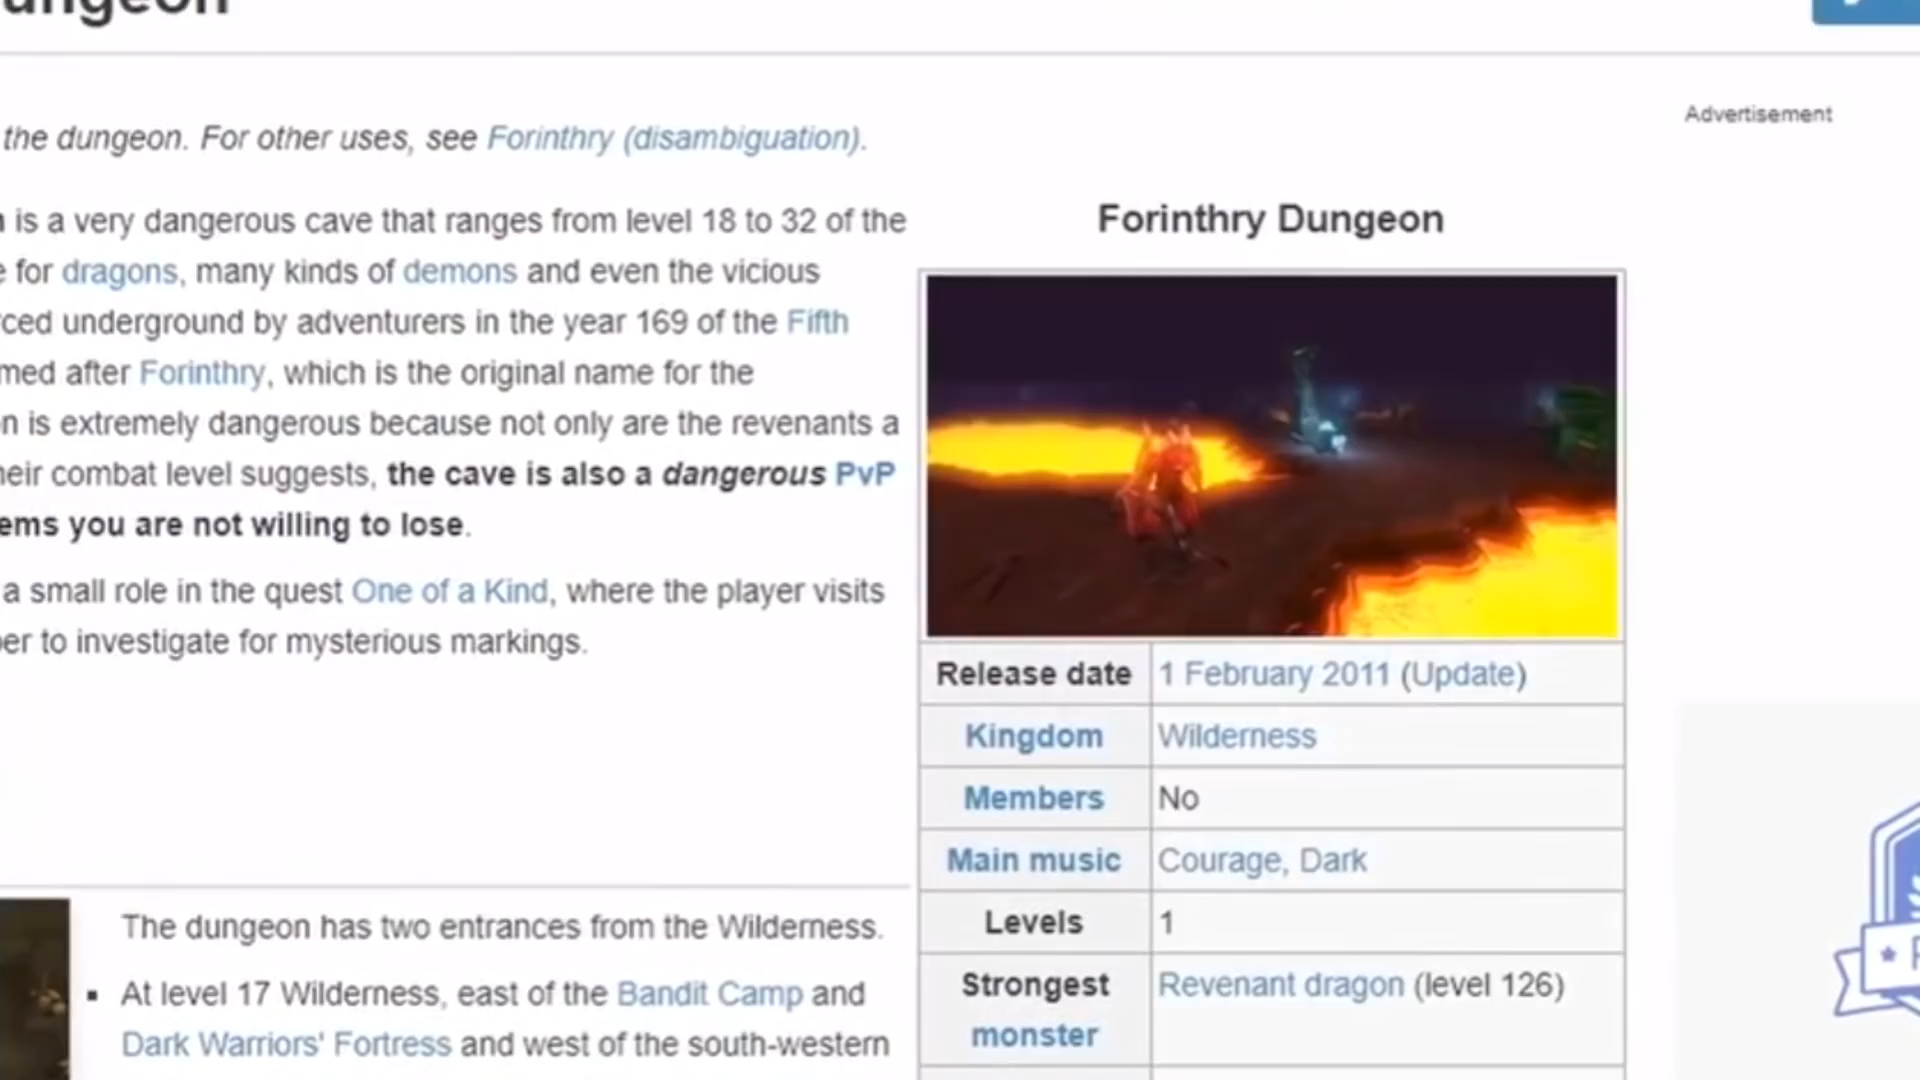 Advertisement
the dungeon. For other uses, see Forinthry (disambiguation).
is a very dangerous cave that ranges from level 18 to 32 of the
for dragons, many kinds of demons and even the vicious
underground by adventurers in the year 169 of the Fifth
after Forinthry, which is the original name for the
is extremely dangerous because not only are the revenants a
combat level suggests, the cave is also a dangerous PvP
you are not willing to lose.
a small role in the quest One of a Kind, where the player visits
to investigate for mysterious markings.
The dungeon has two entrances from the Wilderness.
▪ At level 17 Wilderness, east of the Bandit Camp and
Dark Warriors' Fortress and west of the south-western
Forinthry Dungeon
Release date 1 February 2011 (Update)
Kingdom Wilderness
Members No
Main music Courage, Dark
Levels 1
Strongest Revenant dragon (level 126)
monster